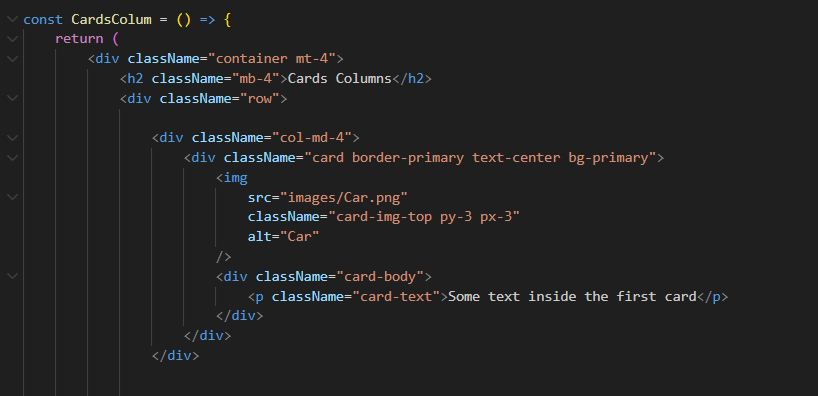 const CardsColum = () => {
return (
<div className="container mt-4">
<h2 className="mb-4">Cards Columns</h2>
<div className="row">
<div className="col-md-4">
<div className="card border-primary text-center bg-primary">
<img
src="images/Car.png"
className="card-img-top py-3 px-3"
alt="Car"
/>
<div className="card-body">
<p className="card-text">Some text inside the first card</p>
</div>
</div>
</div>